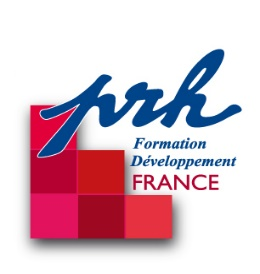 prh
Formation
Développement
FRANCE